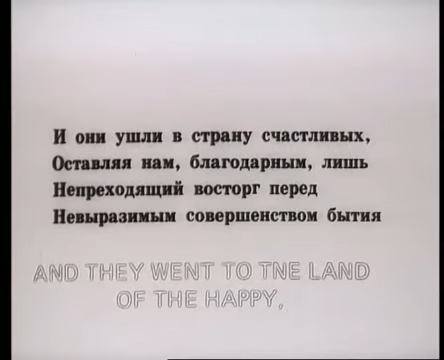 И они ушли в страну счастливых,
Оставляя нам, благодарным, лишь
Непреходящий восторг перед
Невыразимым совершенством бытия
AND THEY WENT TO TNE LAND
OF THE HAPPY,